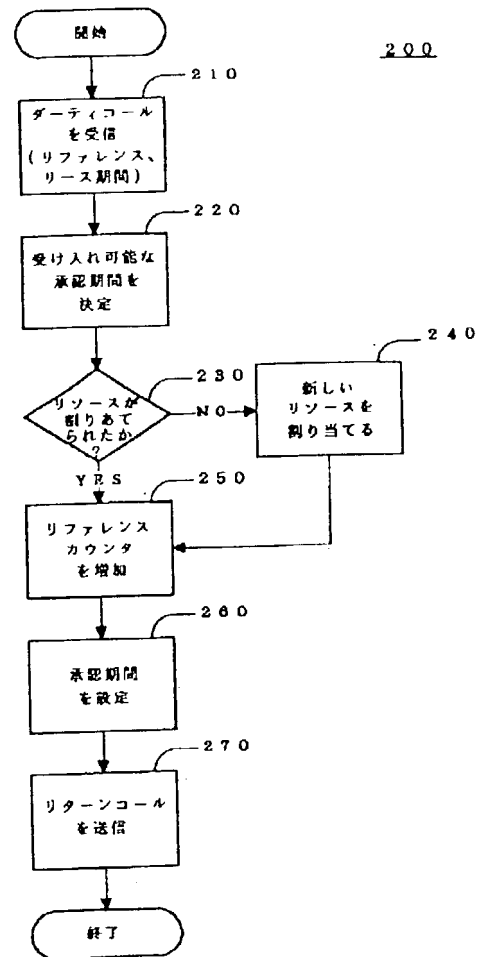 開始
200
210
ダーティコール
を受信
(リファレンス、
リース期間)
220
受け入れ可能な
承認期間を
決定
230
リソースが
割りあて
られたか
?
NO
240
新しい
リソースを
割り当てる
YES
250
リファレンス
カウンタ
を増加
260
承認期間
を設定
270
リターンコール
を送信
終了